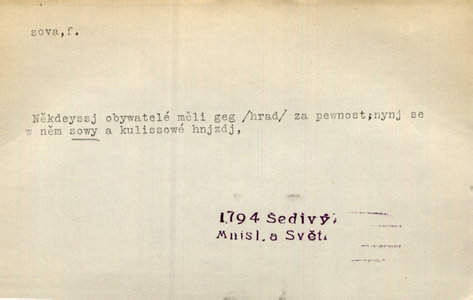 sova,f.
Někdeyssj obywatelé měli geg /hrad/ za pewnost;nynj se
w něm sowy a kulissowé hnjzdj,
1794 Šedivý,
Mnisl.a Svět.